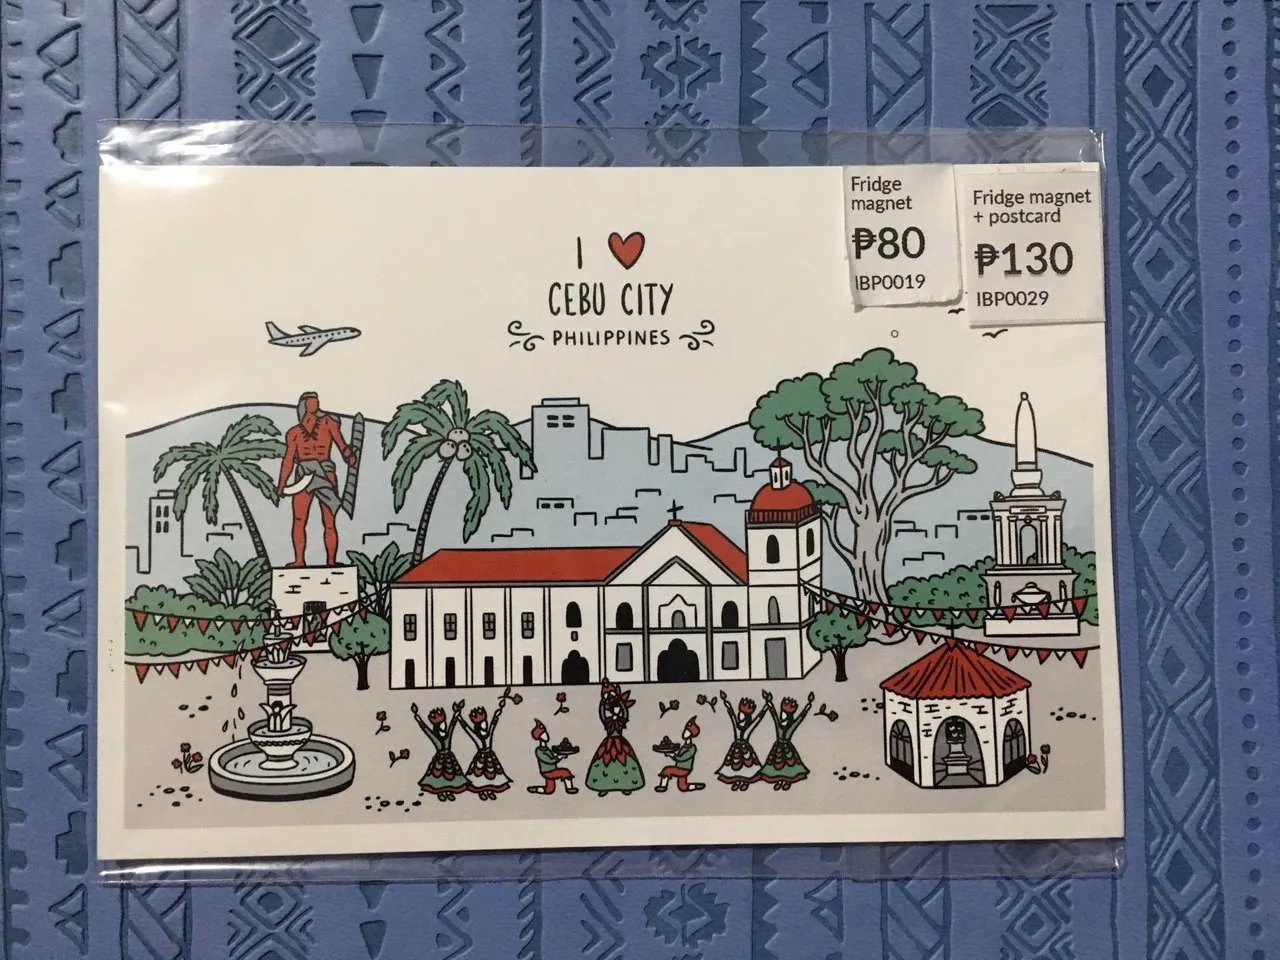 I ❤ 
CEBU CITY
PHILIPPINES
Fridge
magnet
₱80
IBP0019
Fridge magnet
+ postcard
₱130
IBP0029